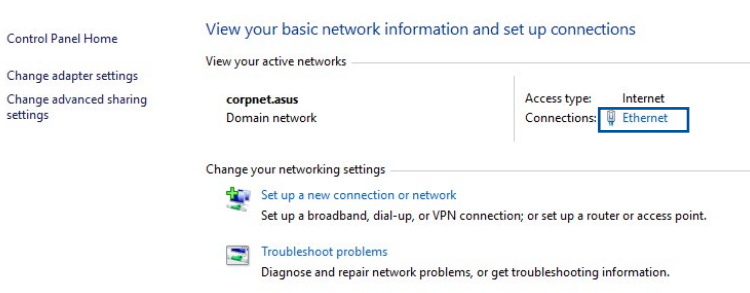 Control Panel Home
Change adapter settings
Change advanced sharing
settings
View your basic network information and set up connections
View your active networks
corpnet.asus
Domain network
Access type: Internet
Connections: Ethernet
Change your networking settings
Set up a new connection or network
Set up a broadband, dial-up, or VPN connection; or set up a router or access point.
Troubleshoot problems
Diagnose and repair network problems, or get troubleshooting information.